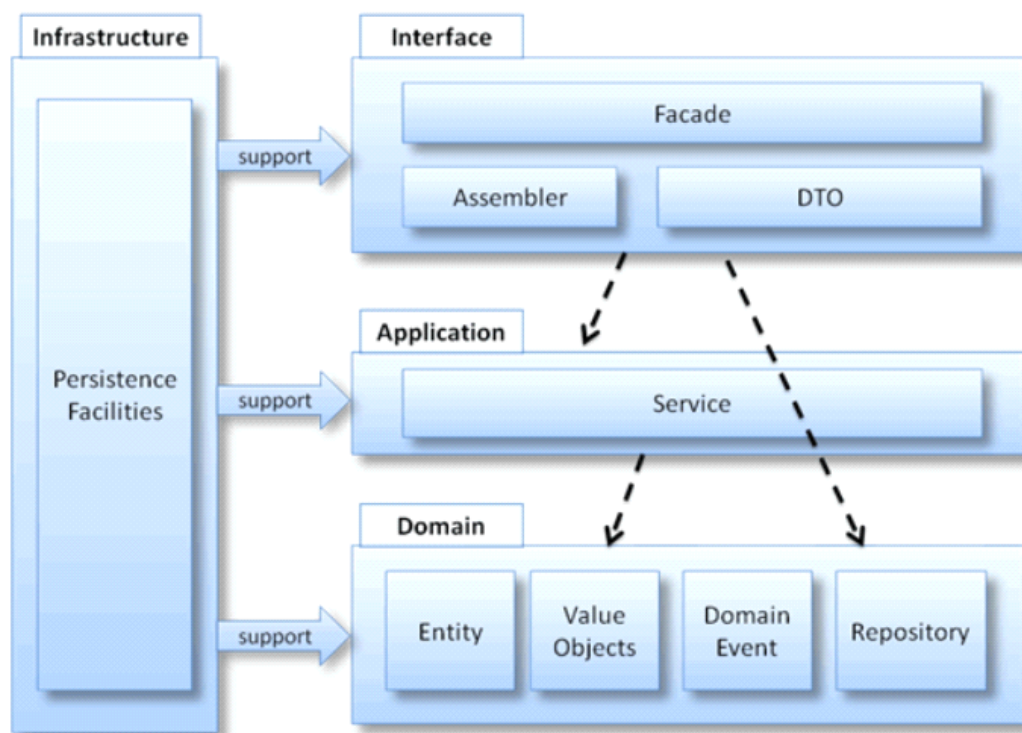 Infrastructure
Persistence
Facilities
support
support
support
Interface
Facade
Assembler
DTO
Application
Service
Domain
Entity
Value
Objects
Domain
Event
Repository